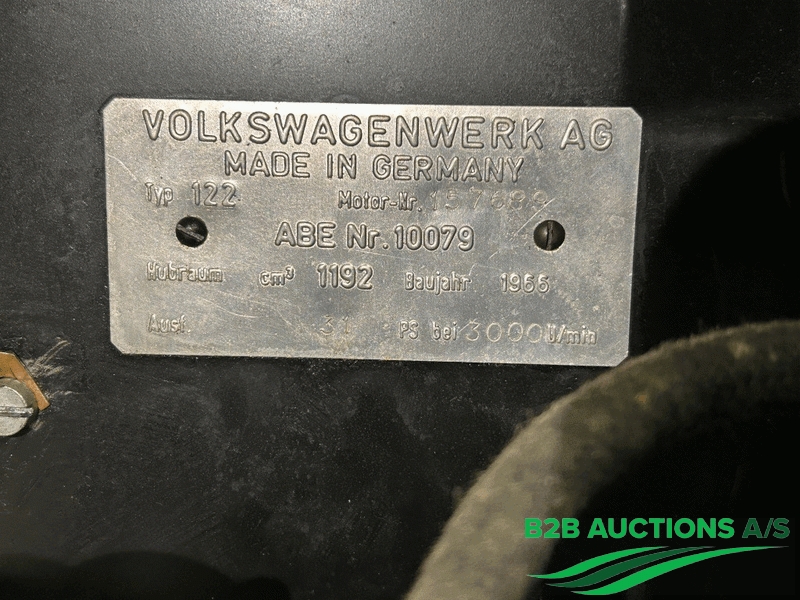 VOLKSWAGENWERK AG
MADE IN GERMANY
Typ 122 Motor-Nr. 157689
ABE Nr. 10079
Hubraum cm³ 1192 Baujahr 1966
Ausf. 31 PS bei 3000 U/min
B2B AUCTIONS A/S